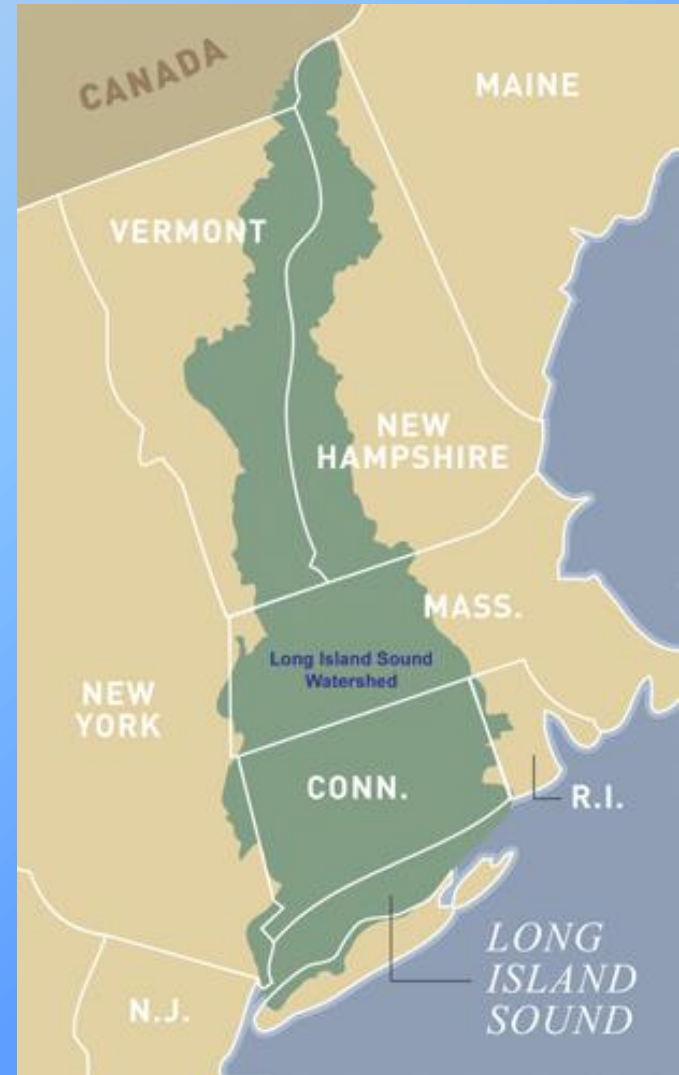 CANADA
MAINE
VERMONT
NEW
HAMPSHIRE
MASS.
Long Island Sound
Watershed
NEW
YORK
CONN.
R.I.
LONG
ISLAND
SOUND
N.J.